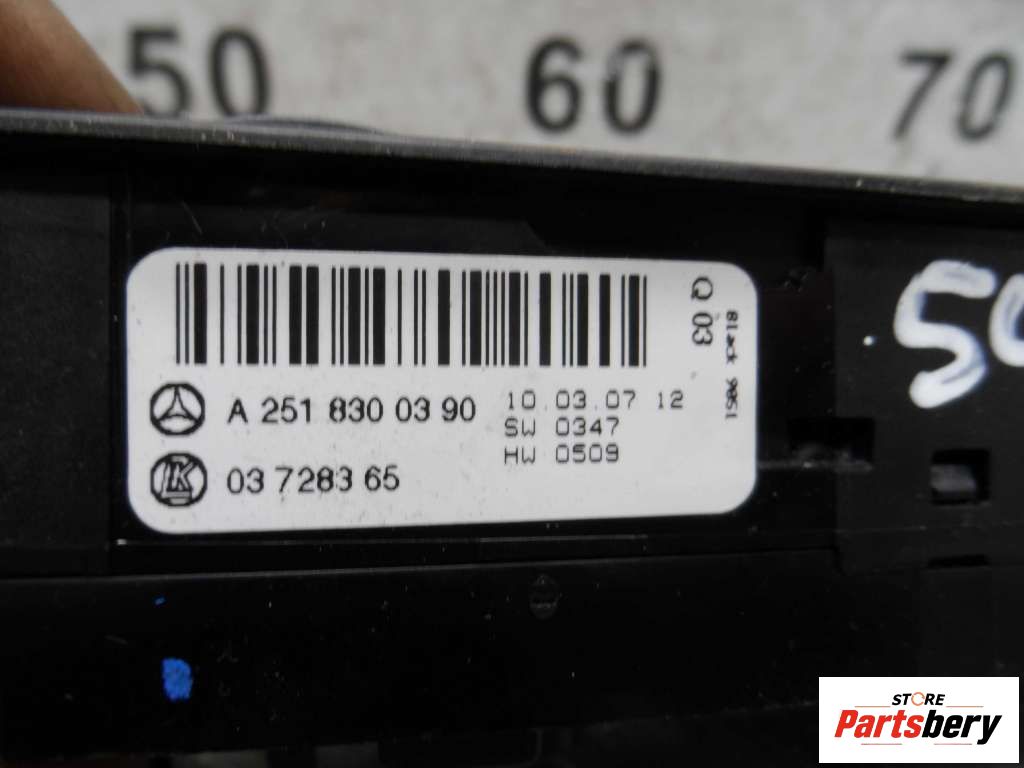 50 60 70
Q 03
Black 9051
A 251 830 03 90
10.03.07 12
SW 0347
HW 0509
LK
03 7283 65
STORE
Partsbery